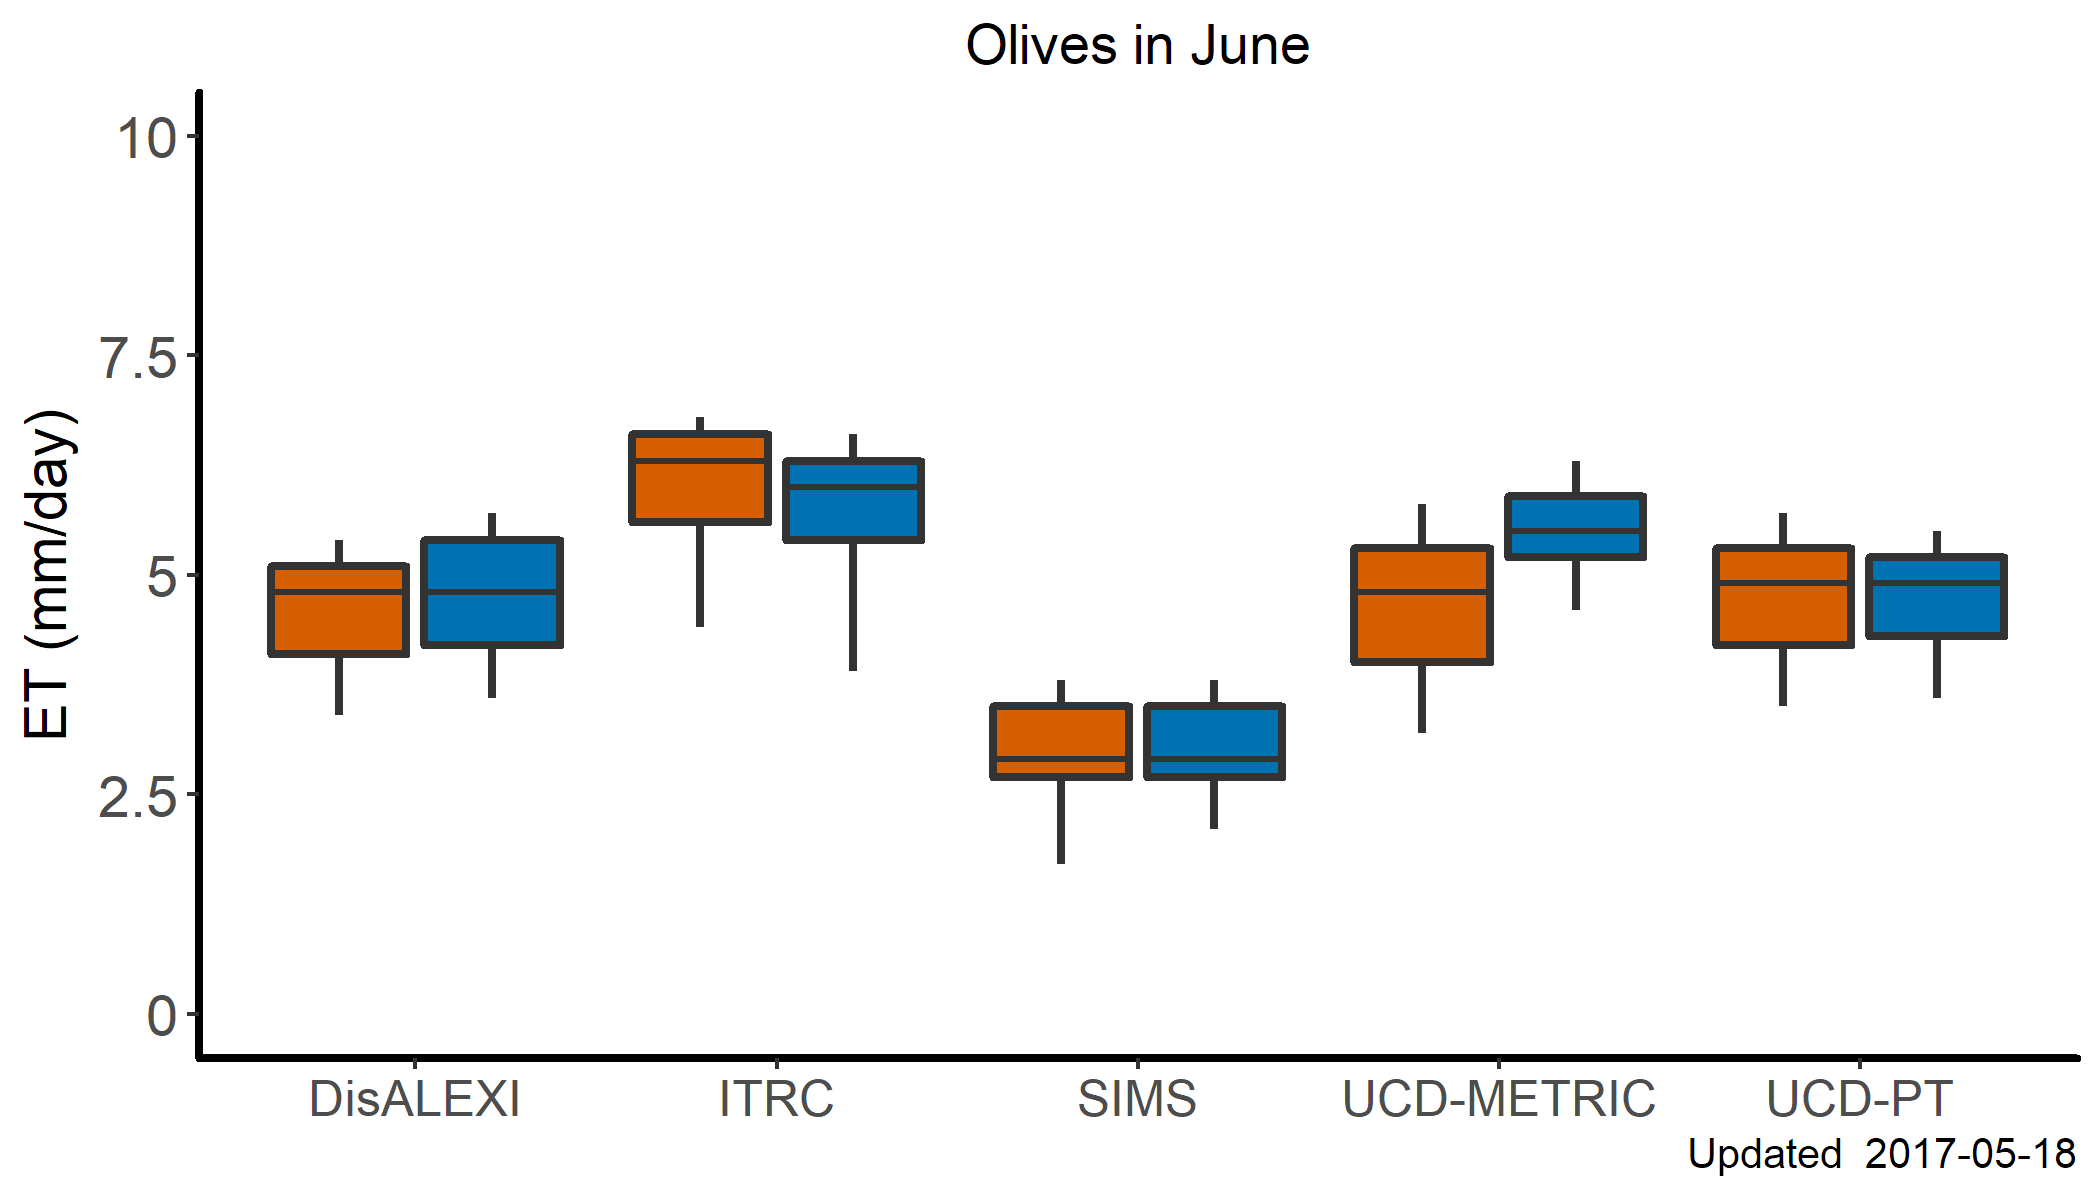 Olives in June
ET (mm/day)
10
7.5
5
2.5
0
DisALEXI ITRC SIMS UCD-METRIC UCD-PT
Updated  2017-05-18